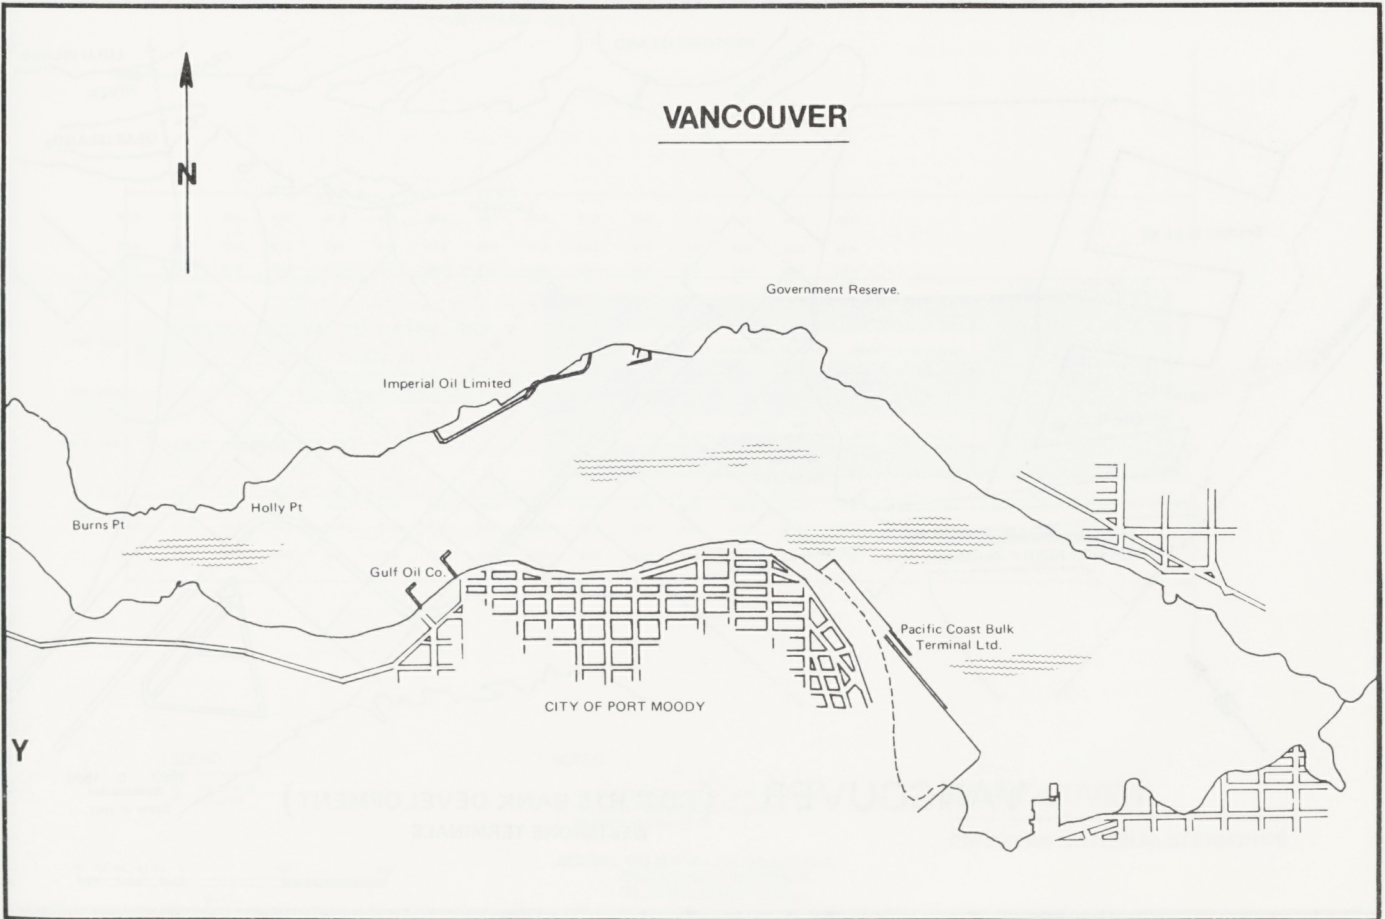 VANCOUVER
N
Government Reserve.
Imperial Oil Limited
Holly Pt
Burns Pt
Gulf Oil Co.
Pacific Coast Bulk
Terminal Ltd.
CITY OF PORT MOODY
Y